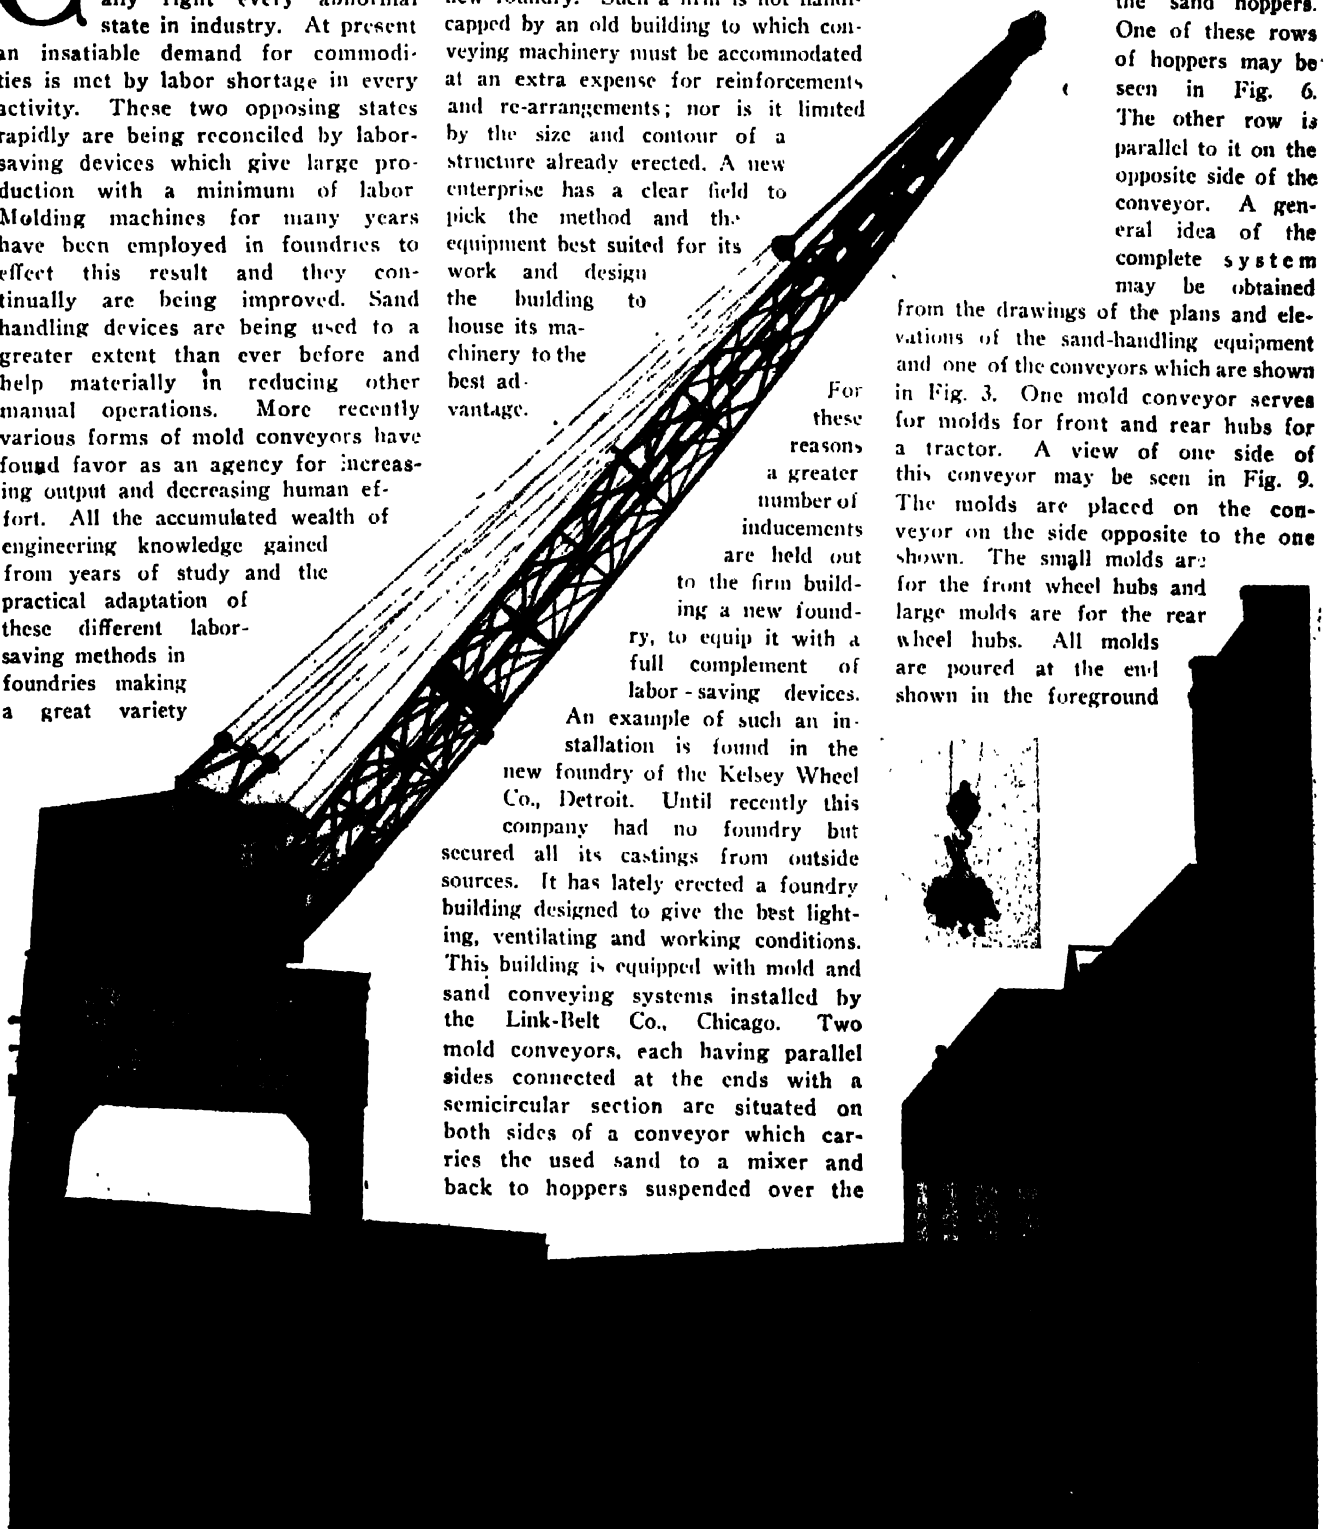 any right every abnormal
state in industry. At present
an insatiable demand for commodi-
ties is met by labor shortage in every
activity. These two opposing states
rapidly are being reconciled by labor-
saving devices which give large pro-
duction with a minimum of labor
Molding machines for many years
have been employed in foundries to
effect this result and they con-
tinually are being improved. Sand
handling devices are being used to a
greater extent than ever before and
help materially in reducing other
manual operations. More recently
various forms of mold conveyors have
found favor as an agency for increas-
ing output and decreasing human ef-
fort. All the accumulated wealth of
engineering knowledge gained
from years of study and the
practical adaptation of
these different labor-
saving methods in
foundries making
a great variety
new foundry. Such a firm is not handi-
capped by an old building to which con-
veying machinery must be accommodated
at an extra expense for reinforcements
and re-arrangements; nor is it limited
by the size and contour of a
structure already erected. A new
enterprise has a clear field to
pick the method and the
equipment best suited for its
work and design
the building to
house its ma-
chinery to the
best ad-
vantage.
For
these
reasons
a greater
number of
inducements
are held out
to the firm build-
ing a new found-
ry, to equip it with a
full complement of
labor-saving devices.
An example of such an in-
stallation is found in the
new foundry of the Kelsey Wheel
Co., Detroit. Until recently this
company had no foundry but
secured all its castings from outside
sources. It has lately erected a foundry
building designed to give the best light-
ing, ventilating and working conditions.
This building is equipped with mold and
sand conveying systems installed by
the Link-Belt Co., Chicago. Two
mold conveyors, each having parallel
sides connected at the ends with a
semicircular section are situated on
both sides of a conveyor which car-
ries the used sand to a mixer and
back to hoppers suspended over the
the sand hoppers.
One of these rows
of hoppers may be
seen in Fig. 6.
The other row is
parallel to it on the
opposite side of the
conveyor. A gen-
eral idea of the
complete system
may be obtained
from the drawings of the plans and ele-
vations of the sand-handling equipment
and one of the conveyors which are shown
in Fig. 3. One mold conveyor serves
for molds for front and rear hubs for
a tractor. A view of one side of
this conveyor may be seen in Fig. 9.
The molds are placed on the con-
veyor on the side opposite to the one
shown. The small molds are
for the front wheel hubs and
large molds are for the rear
wheel hubs. All molds
are poured at the end
shown in the foreground